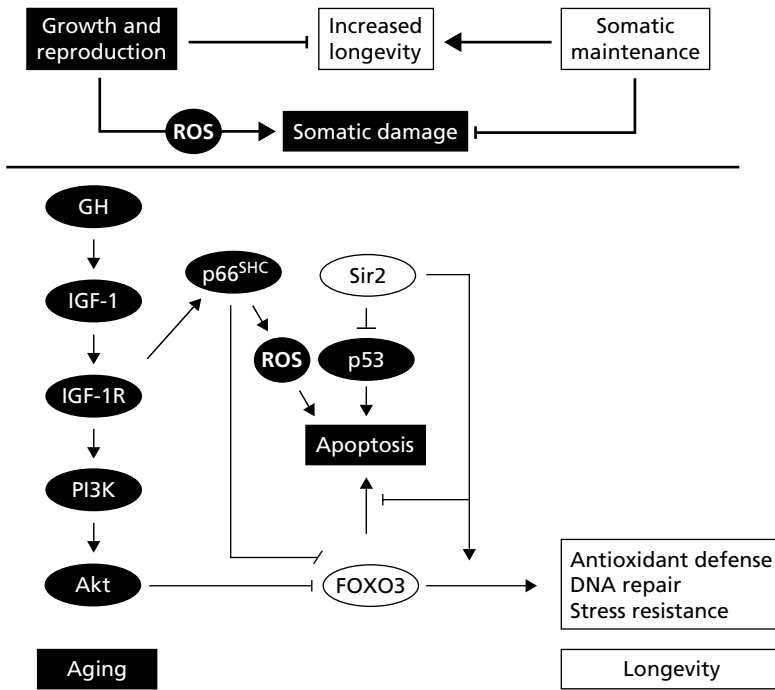 Growth and
reproduction
Increased
longevity
Somatic
maintenance
ROS
Somatic damage
GH
IGF-1
IGF-1R
PI3K
Akt
p66SHC
Sir2
ROS
p53
Apoptosis
FOXO3
Antioxidant defense
DNA repair
Stress resistance
Aging
Longevity